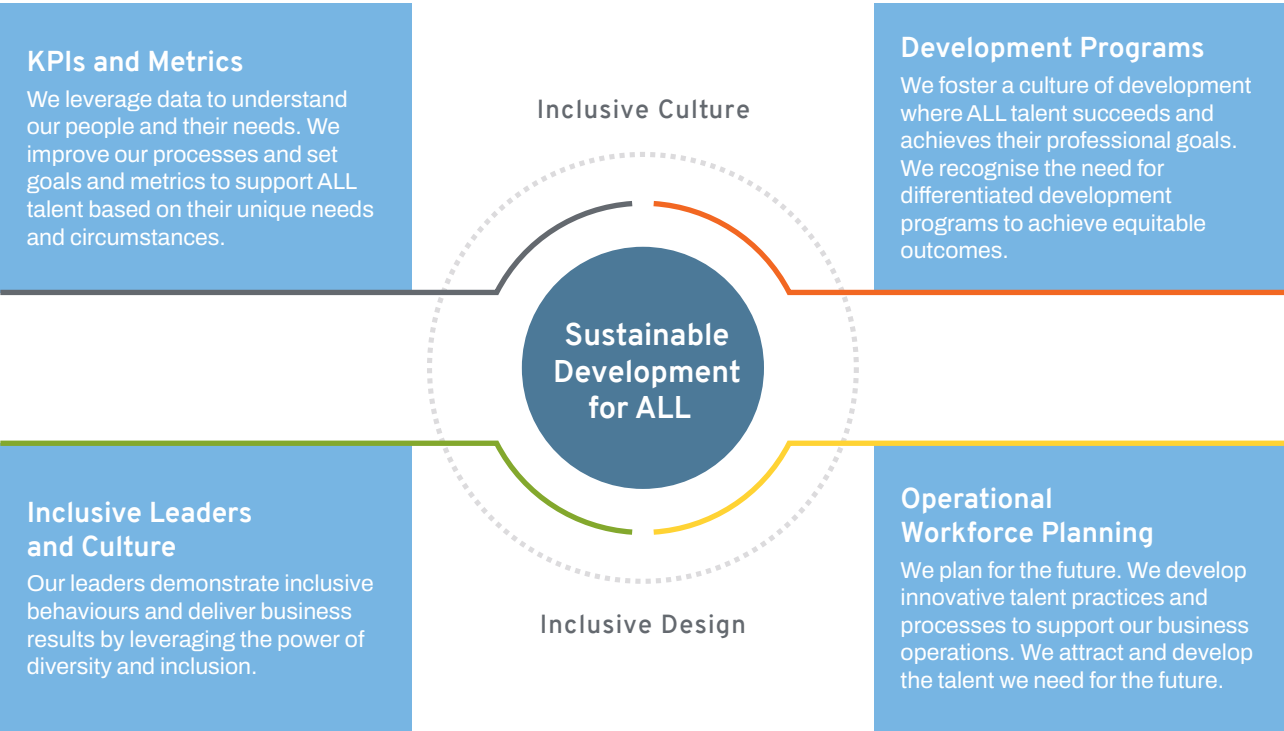 KPIs and Metrics
We leverage data to understand
our people and their needs. We
improve our processes and set
goals and metrics to support ALL
talent based on their unique needs
and circumstances.
Inclusive Culture
Development Programs
We foster a culture of development
where ALL talent succeeds and
achieves their professional goals.
We recognise the need for
differentiated development
programs to achieve equitable
outcomes.
Sustainable
Development
for ALL
Inclusive Leaders
and Culture
Our leaders demonstrate inclusive
behaviours and deliver business
results by leveraging the power of
diversity and inclusion.
Inclusive Design
Operational
Workforce Planning
We plan for the future. We develop
innovative talent practices and
processes to support our business
operations. We attract and develop
the talent we need for the future.